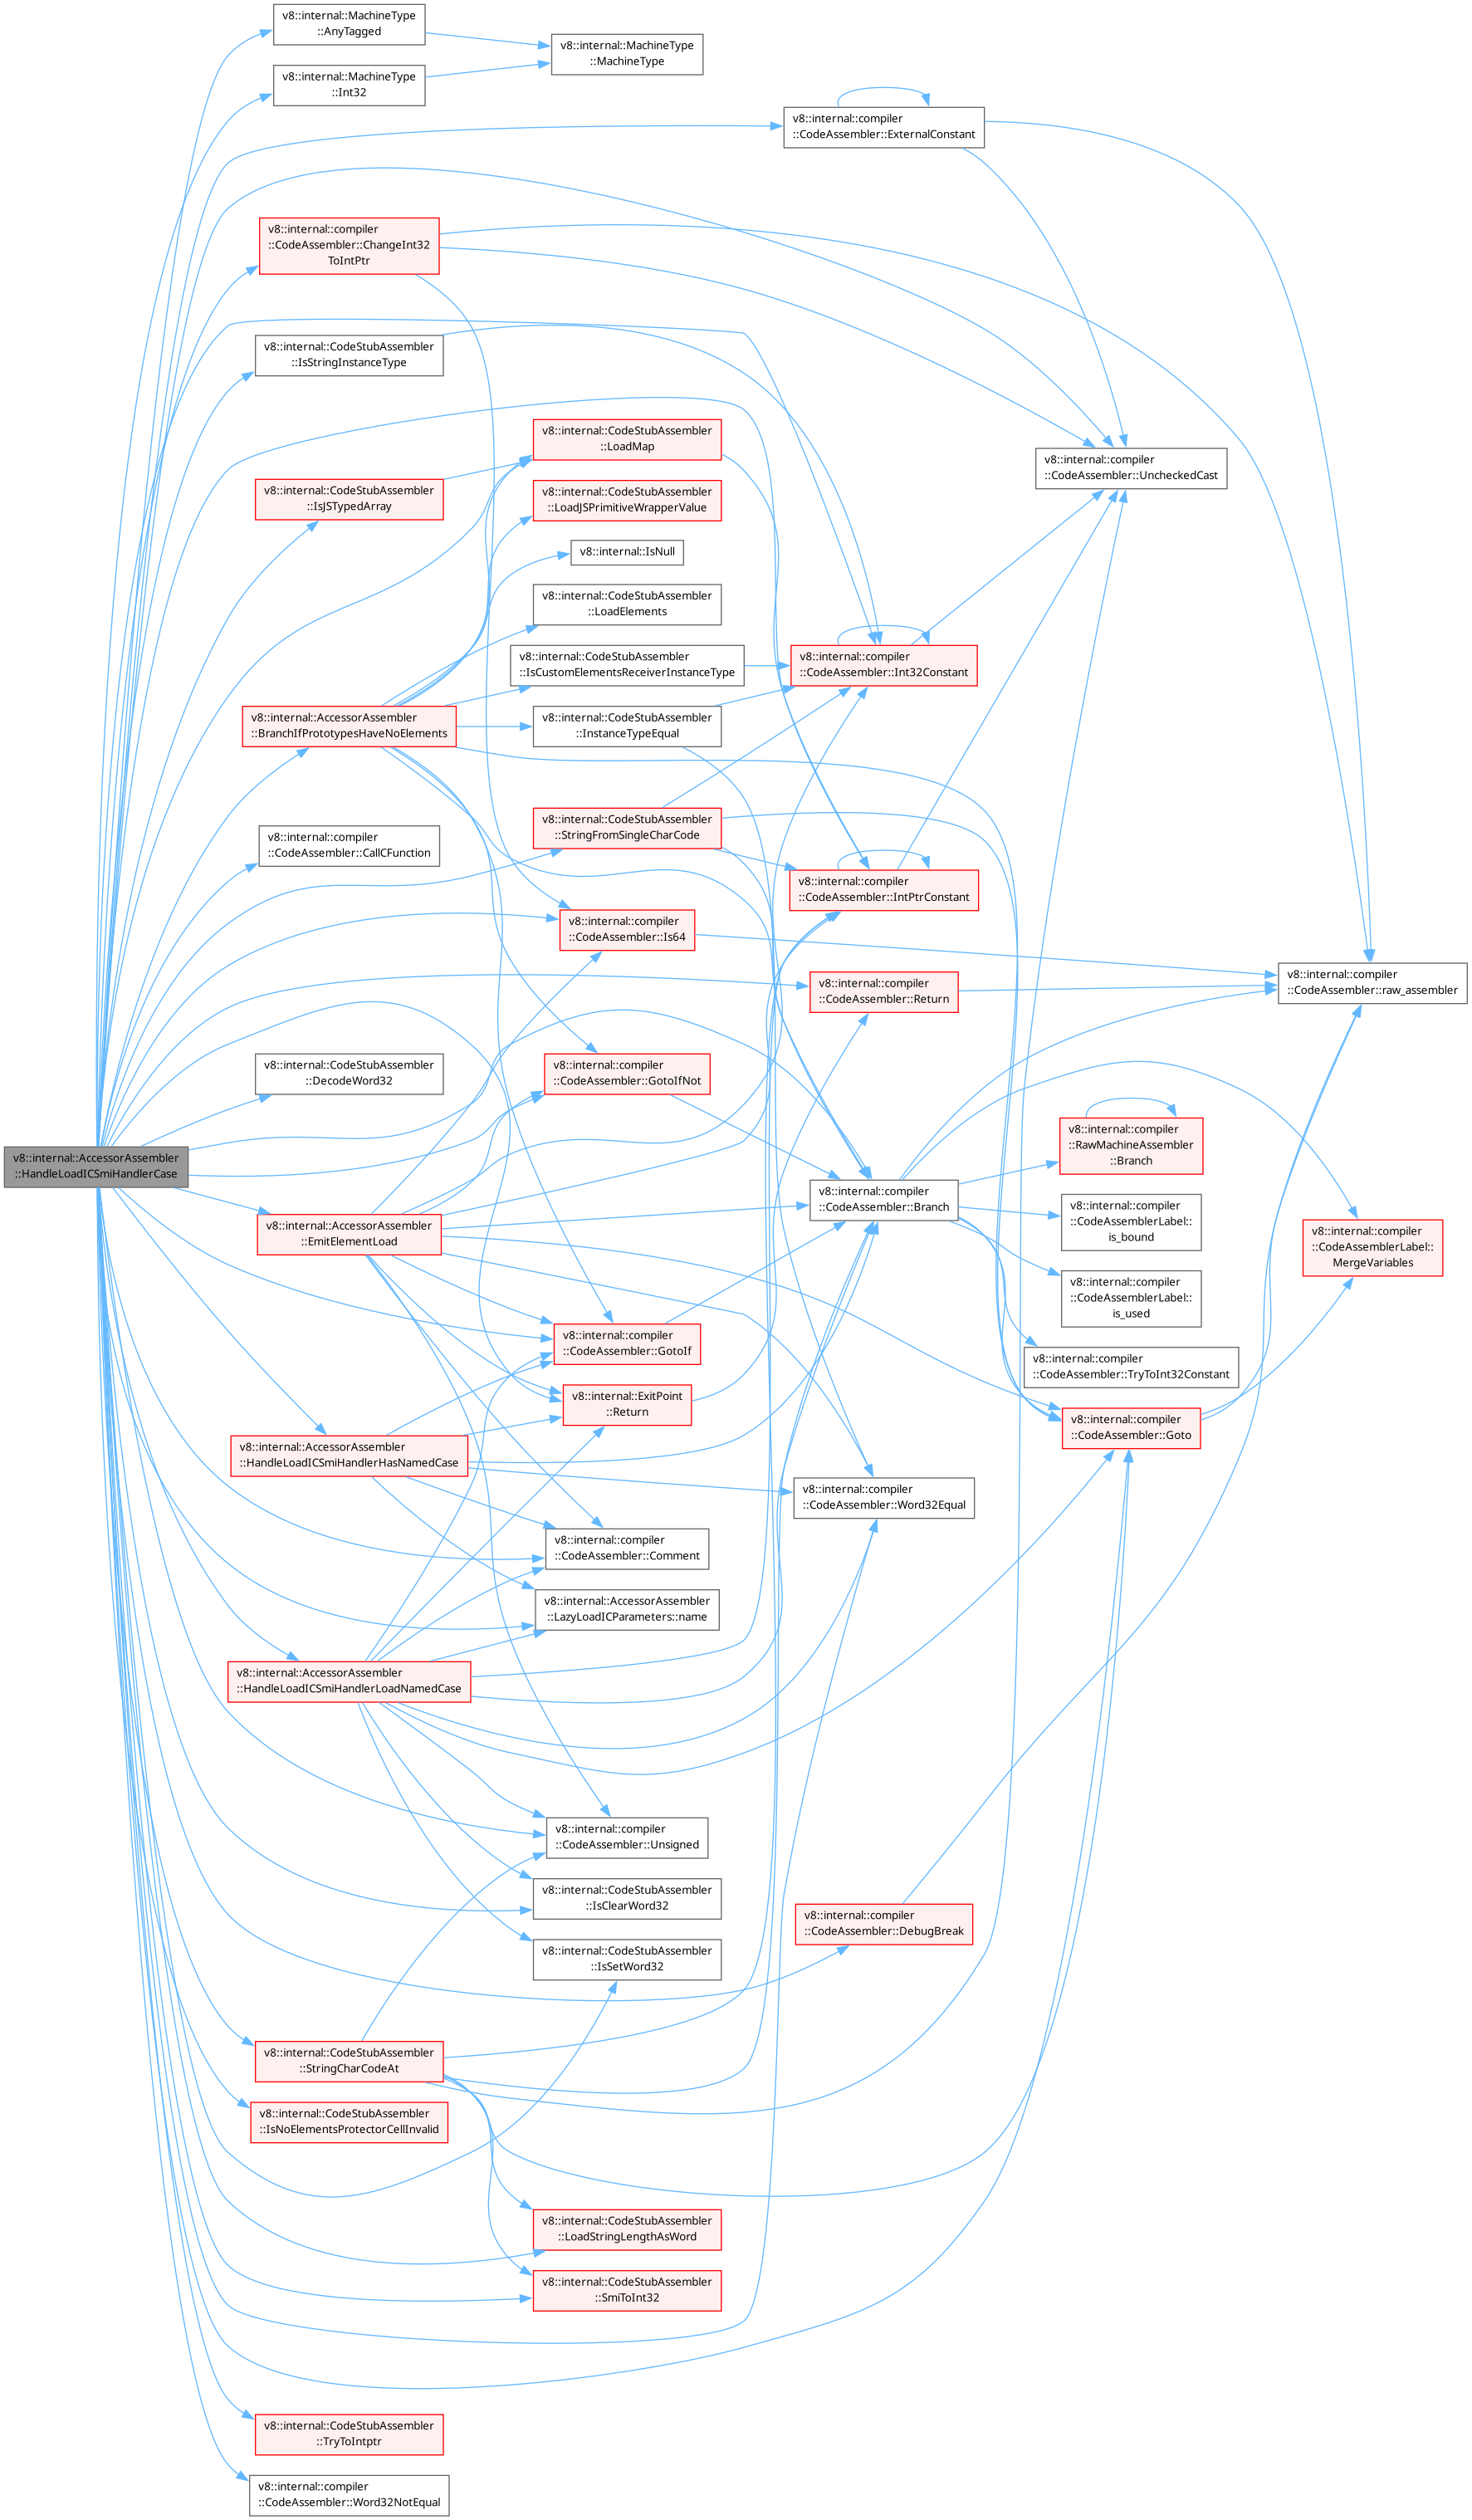 v8::internal::MachineType
::AnyTagged
v8::internal::MachineType
::MachineType
v8::internal::MachineType
::Int32
v8::internal::compiler
::CodeAssembler::ExternalConstant
v8::internal::compiler
::CodeAssembler::ChangeInt32
ToIntPtr
v8::internal::CodeStubAssembler
::IsStringInstanceType
v8::internal::CodeStubAssembler
::LoadMap
v8::internal::compiler
::CodeAssembler::UncheckedCast
v8::internal::CodeStubAssembler
::IsJSTypedArray
v8::internal::CodeStubAssembler
::LoadJSPrimitiveWrapperValue
v8::internal::IsNull
v8::internal::CodeStubAssembler
::LoadElements
v8::internal::CodeStubAssembler
::IsCustomElementsReceiverInstanceType
v8::internal::compiler
::CodeAssembler::Int32Constant
v8::internal::AccessorAssembler
::BranchIfPrototypesHaveNoElements
v8::internal::CodeStubAssembler
::InstanceTypeEqual
v8::internal::CodeStubAssembler
::StringFromSingleCharCode
v8::internal::compiler
::CodeAssembler::CallCFunction
v8::internal::compiler
::CodeAssembler::IntPtrConstant
v8::internal::compiler
::CodeAssembler::Is64
v8::internal::compiler
::CodeAssembler::Return
v8::internal::compiler
::CodeAssembler::raw_assembler
v8::internal::CodeStubAssembler
::DecodeWord32
v8::internal::compiler
::CodeAssembler::GotoIfNot
v8::internal::AccessorAssembler
::HandleLoadICSmiHandlerCase
v8::internal::compiler
::RawMachineAssembler
::Branch
v8::internal::AccessorAssembler
::EmitElementLoad
v8::internal::compiler
::CodeAssembler::Branch
v8::internal::compiler
::CodeAssemblerLabel::
is_bound
v8::internal::compiler
::CodeAssemblerLabel::
MergeVariables
v8::internal::compiler
::CodeAssemblerLabel::
is_used
v8::internal::compiler
::CodeAssembler::GotoIf
v8::internal::compiler
::CodeAssembler::TryToInt32Constant
v8::internal::ExitPoint
::Return
v8::internal::compiler
::CodeAssembler::Goto
v8::internal::AccessorAssembler
::HandleLoadICSmiHandlerHasNamedCase
v8::internal::compiler
::CodeAssembler::Word32Equal
v8::internal::compiler
::CodeAssembler::Comment
v8::internal::AccessorAssembler
::LazyLoadICParameters::name
v8::internal::AccessorAssembler
::HandleLoadICSmiHandlerLoadNamedCase
v8::internal::compiler
::CodeAssembler::Unsigned
v8::internal::CodeStubAssembler
::IsClearWord32
v8::internal::compiler
::CodeAssembler::DebugBreak
v8::internal::CodeStubAssembler
::IsSetWord32
v8::internal::CodeStubAssembler
::StringCharCodeAt
v8::internal::CodeStubAssembler
::IsNoElementsProtectorCellInvalid
v8::internal::CodeStubAssembler
::LoadStringLengthAsWord
v8::internal::CodeStubAssembler
::SmiToInt32
v8::internal::CodeStubAssembler
::TryToIntptr
v8::internal::compiler
::CodeAssembler::Word32NotEqual